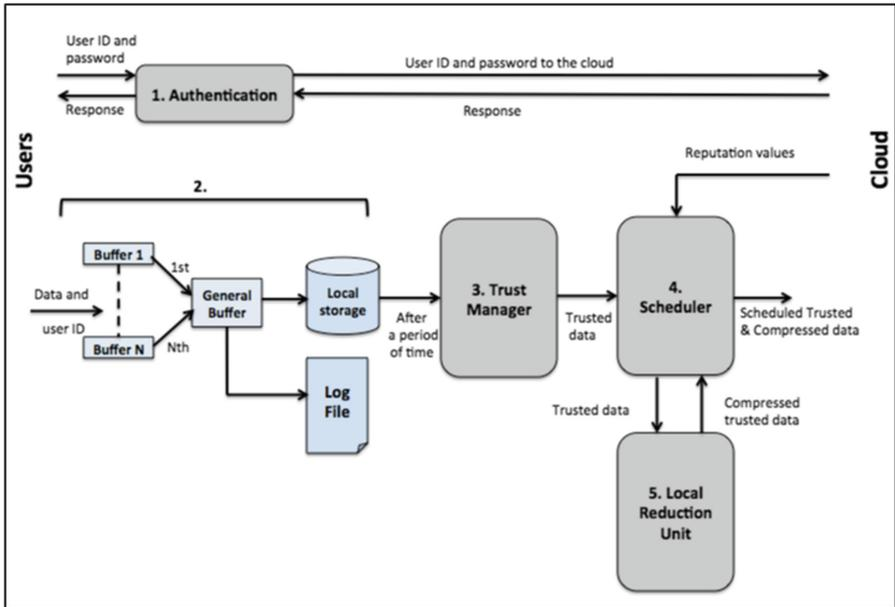 User ID and
password
User ID and password to the cloud
1. Authentication
Response
Response
Users
Cloud
Reputation values
2.
Buffer 1
1st
Data and
user ID
General
Buffer
Local
storage
Buffer N
Nth
After
a period
of time
3. Trust
Manager
Trusted
data
4.
Scheduler
Scheduled Trusted
& Compressed data
Log
File
Trusted data
Compressed
trusted data
5. Local
Reduction
Unit